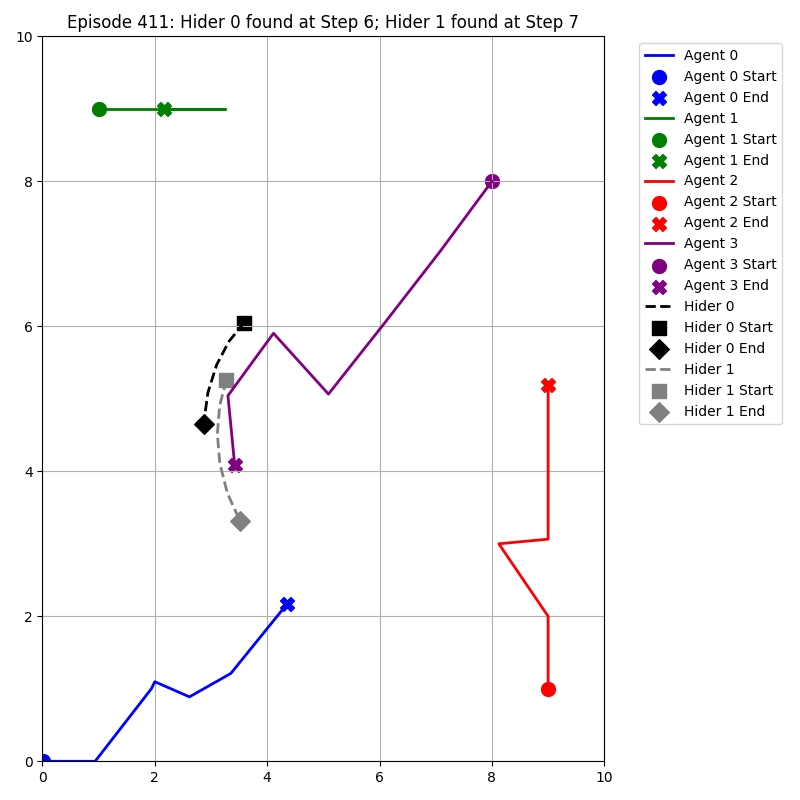 Episode 411: Hider 0 found at Step 6; Hider 1 found at Step 7
10
8
6
4
2
0
0 2 4 6 8 10
Agent 0
Agent 0 Start
Agent 0 End
Agent 1
Agent 1 Start
Agent 1 End
Agent 2
Agent 2 Start
Agent 2 End
Agent 3
Agent 3 Start
Agent 3 End
Hider 0
Hider 0 Start
Hider 0 End
Hider 1
Hider 1 Start
Hider 1 End